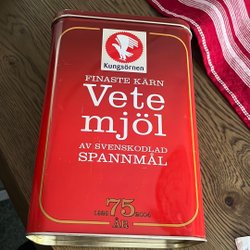 Kungsörnen
FINASTE KÄRN
Vete
mjöl
AV SVENSKODLAD
SPANNMÅL
75
ÅR